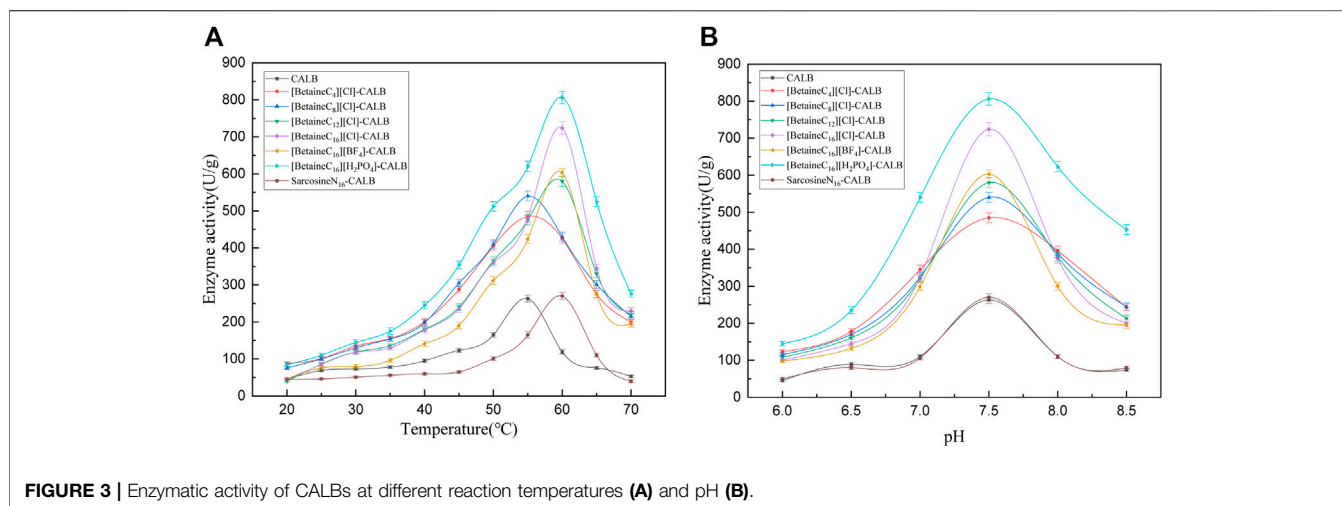 A
Enzyme activity(U/g)
900
800
700
600
500
400
300
200
100
0
CALB
[BetaineC₄][Cl]-CALB
[BetaineC₈][Cl]-CALB
[BetaineC₁₂][Cl]-CALB
[BetaineC₁₆][Cl]-CALB
[BetaineC₁₆][BF₄]-CALB
[BetaineC₁₆][H₂PO₄]-CALB
SarcosineN₁₆-CALB
20 30 40 50 60 70
Temperature(℃)
B
Enzyme activity(U/g)
900
800
700
600
500
400
300
200
100
0
CALB
[BetaineC₄][Cl]-CALB
[BetaineC₈][Cl]-CALB
[BetaineC₁₂][Cl]-CALB
[BetaineC₁₆][Cl]-CALB
[BetaineC₁₆][BF₄]-CALB
[BetaineC₁₆][H₂PO₄]-CALB
SarcosineN₁₆-CALB
6.0 6.5 7.0 7.5 8.0 8.5
pH
FIGURE 3 | Enzymatic activity of CALBs at different reaction temperatures (A) and pH (B).